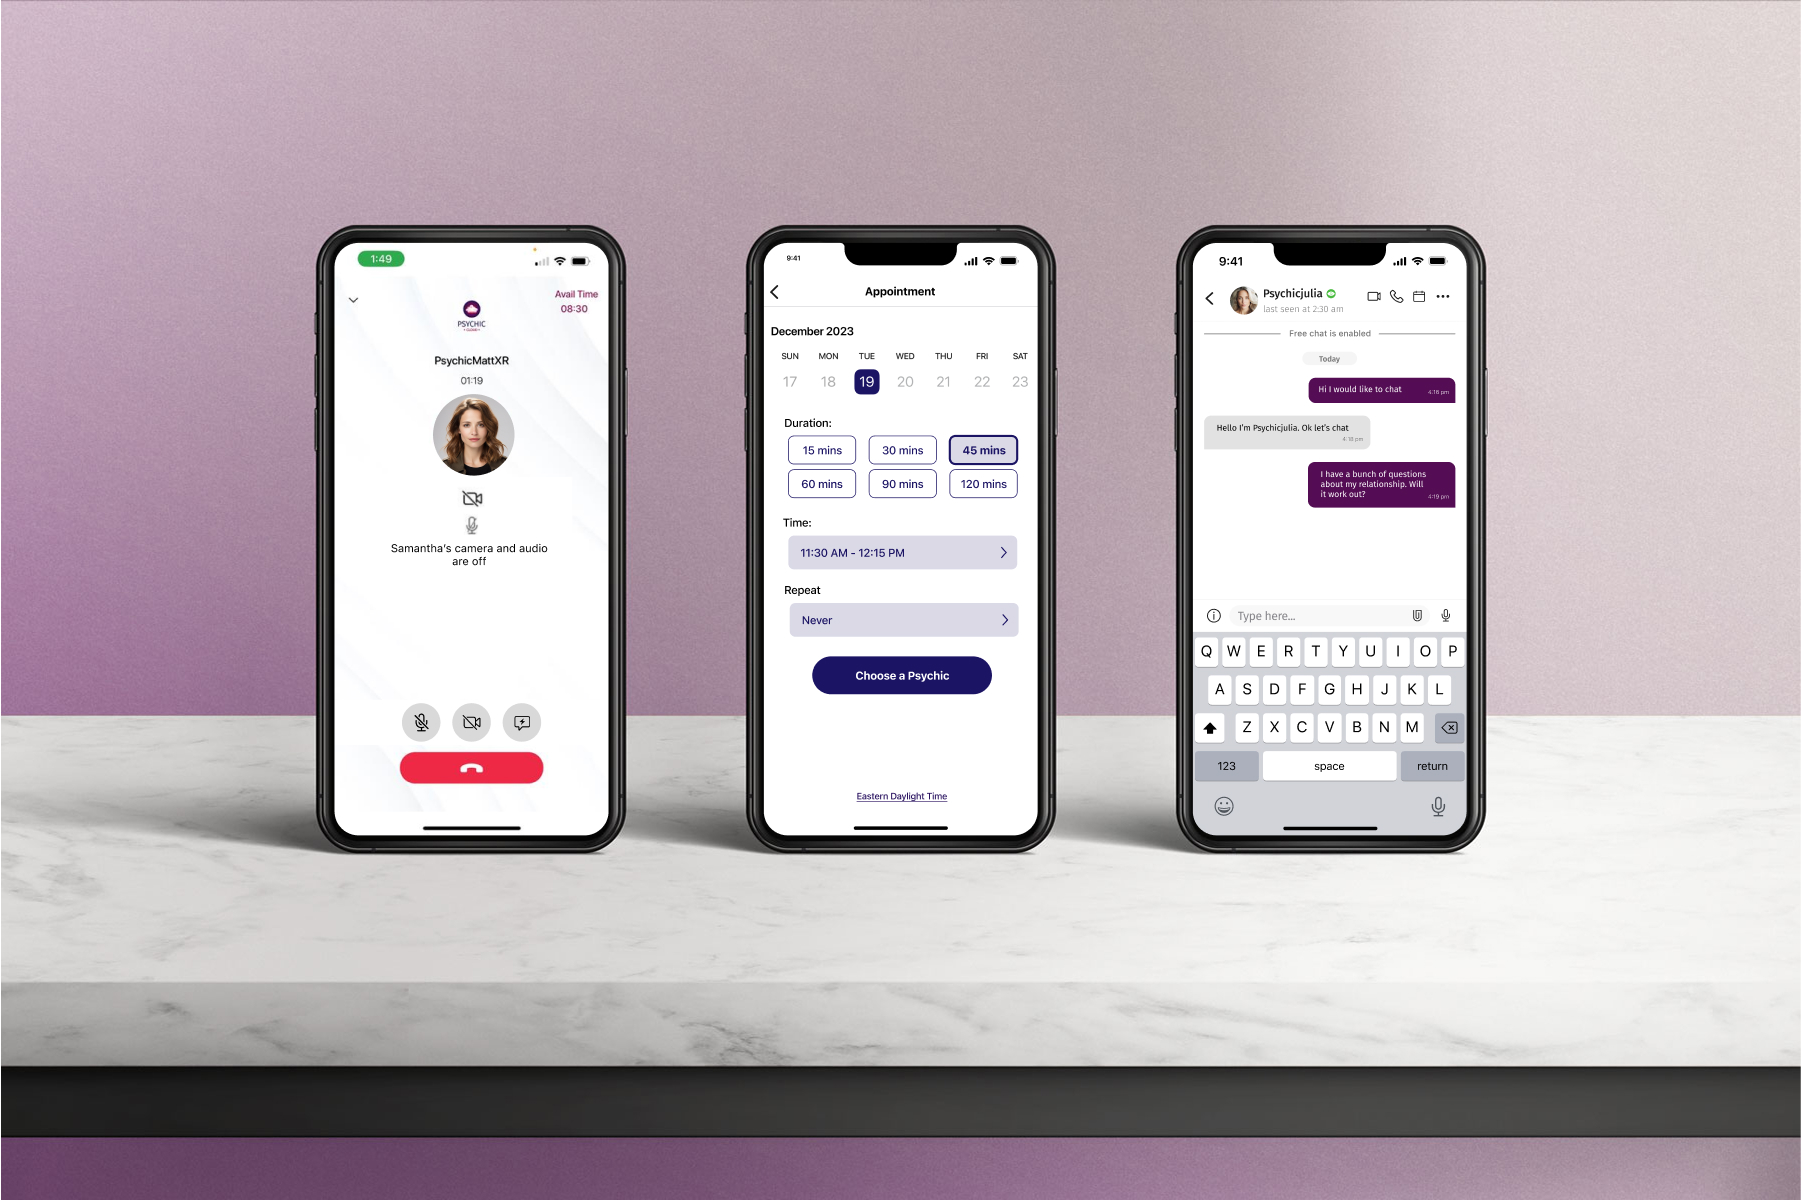 1:49
Avail Time
08:30
PSYCHIC
CLOUD
PsychicMattXR
01:19
Samantha's camera and audio
are off
9:41
Appointment
December 2023
SUN MON TUE WED THU FRI SAT
17 18 19 20 21 22 23
Duration:
15 mins 30 mins 45 mins
60 mins 90 mins 120 mins
Time:
11:30 AM - 12:15 PM
Repeat
Never
Choose a Psychic
Eastern Daylight Time
9:41
Psychicjulia
last seen at 2:30 am
Free chat is enabled
Today
Hi I would like to chat
4:18 pm
Hello I'm Psychicjulia. Ok let's chat
4:18 pm
I have a bunch of questions
about my relationship. Will
it work out?
4:19 pm
Type here...
Q W E R T Y U I O P
A S D F G H J K L
Z X C V B N M
123 space return